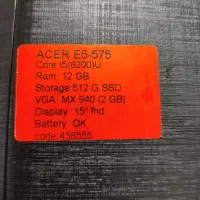 ACER E5-575
Core i5(6200)U
Ram 12 GB
Storage 512 G SSD
VGA MX 940 (2 GB)
Display 15" fhd
Battery OK
code 438555